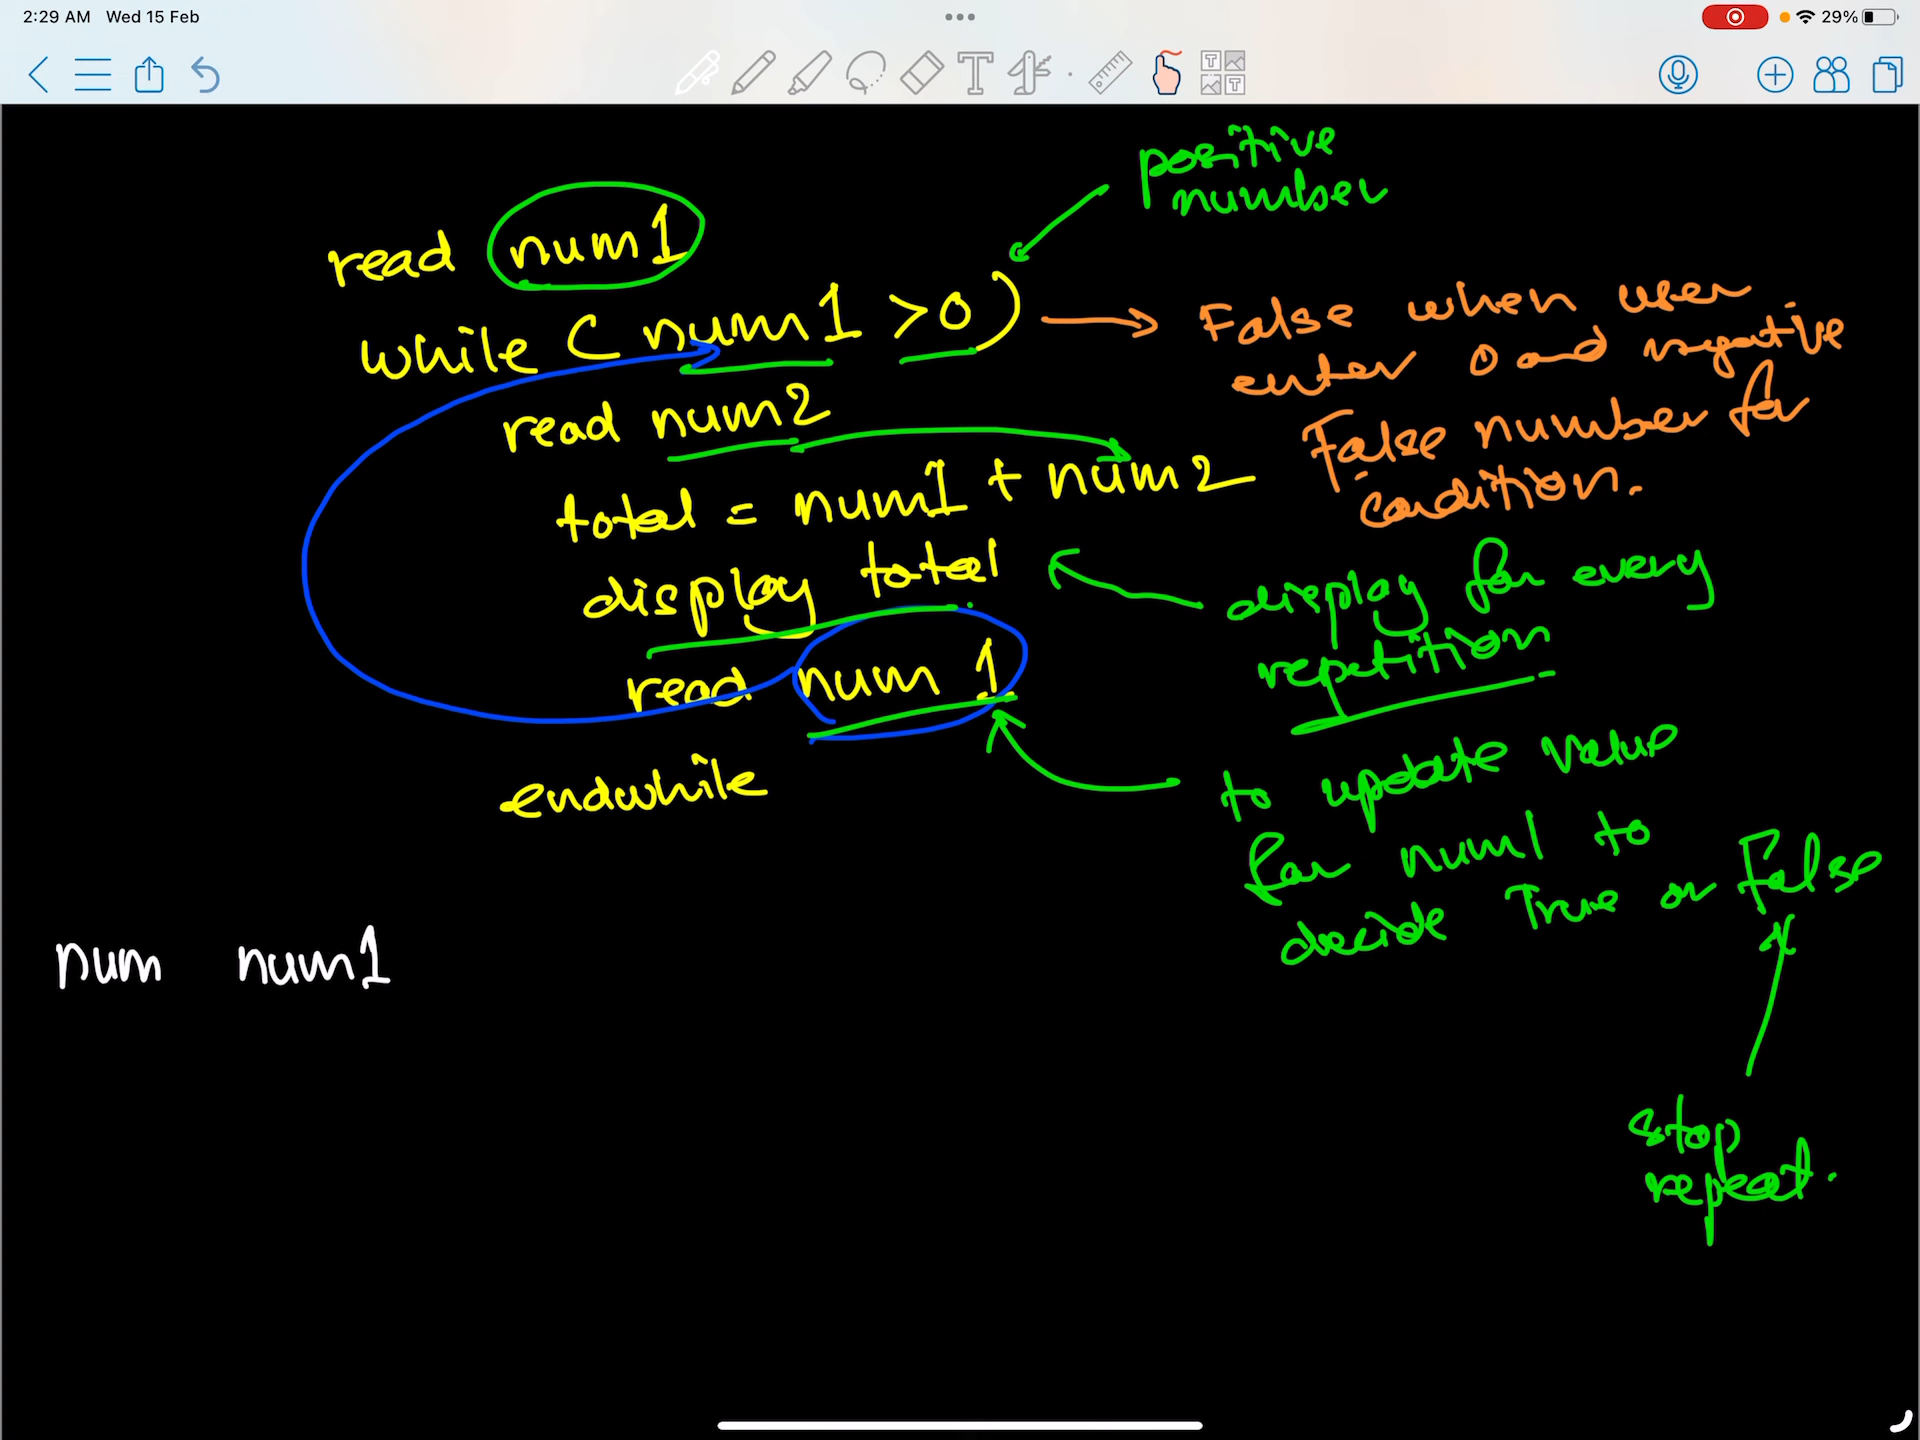 2:29 AM Wed 15 Feb
29%
positive
number
read num1
while ( num1 >0)
False when user
enter 0 and negative
False number for
condition.
read num2
total = num1 + num2
display total
display for every
repetition
read num 1
to update value
for num1 to
decide True or False
endwhile
num num1
stop
repeat.